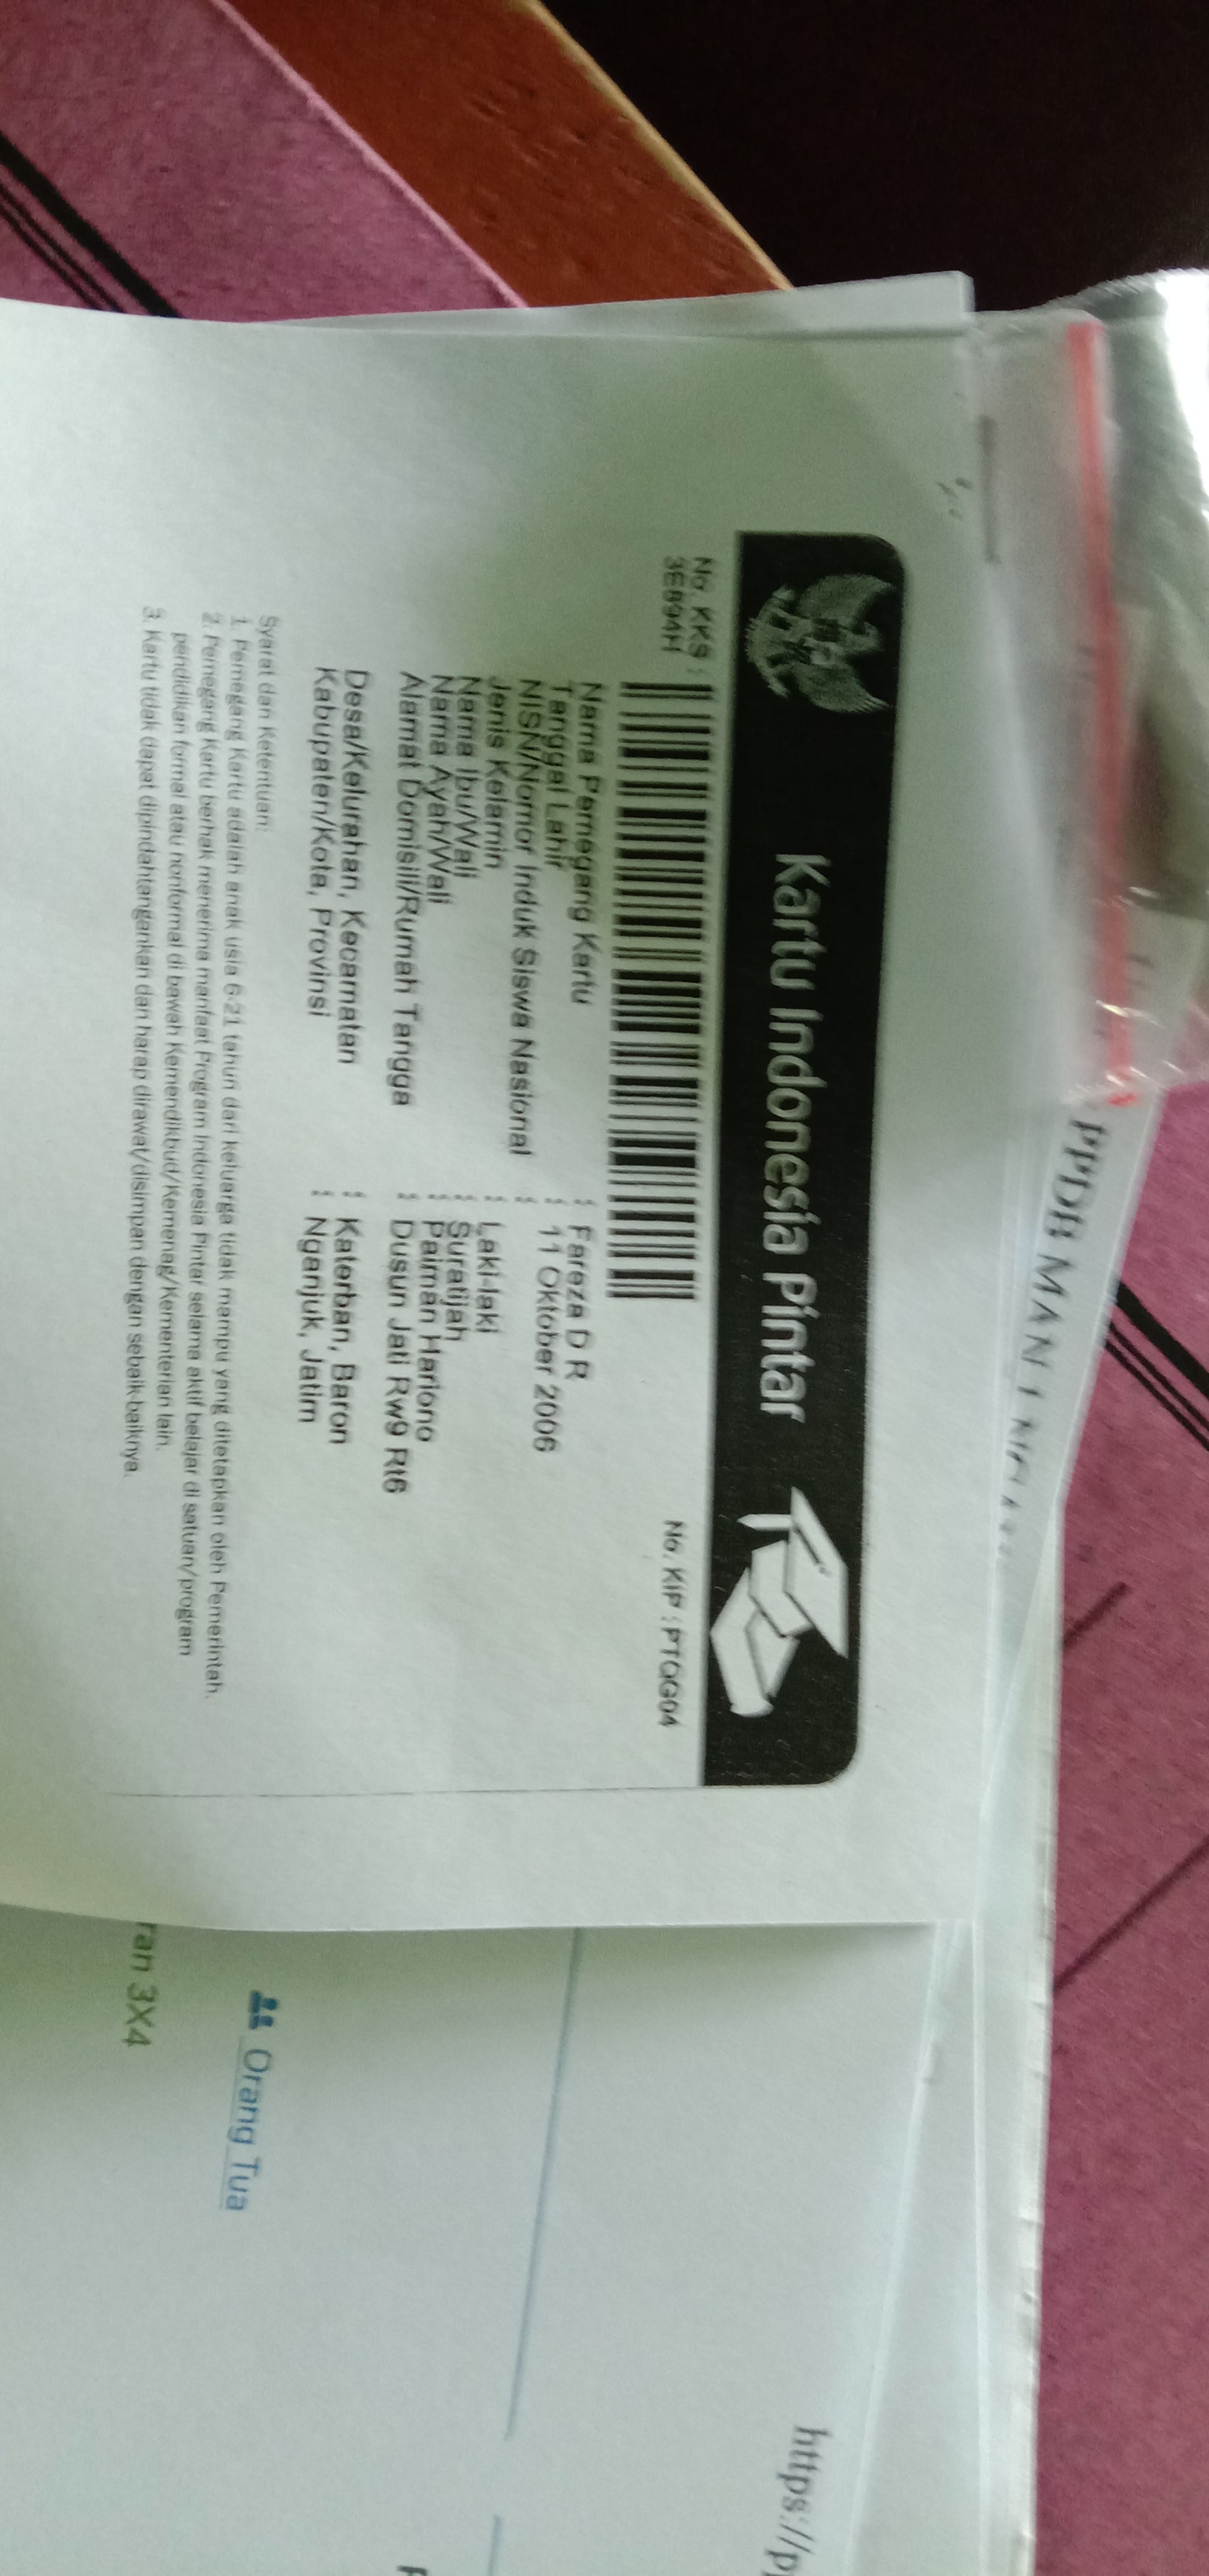 Kartu Indonesia Pintar
No. KKS :
3E894H
No. KIP : PTQG04
Nama Pemegang Kartu : Fareza D R
Tanggal Lahir : 11 Oktober 2006
NISN/Nomor Induk Siswa Nasional :
Jenis Kelamin : Laki-laki
Nama Ibu/Wali : Suratijah
Nama Ayah/Wali : Paiman Hariono
Alamat Domisili/Rumah Tangga : Dusun Jati Rw9 Rt6
Desa/Kelurahan, Kecamatan : Katerban, Baron
Kabupaten/Kota, Provinsi : Nganjuk, Jatim
Syarat dan Ketentuan:
1. Pemegang Kartu adalah anak usia 6-21 tahun dari keluarga tidak mampu yang ditetapkan oleh Pemerintah.
2. Pemegang Kartu berhak menerima manfaat Program Indonesia Pintar selama aktif belajar di satuan/program
pendidikan formal atau nonformal di bawah Kemendikbud/Kemenag/Kementerian lain.
3. Kartu tidak dapat dipindahtangankan dan harap dirawat/disimpan dengan sebaik-baiknya.
PPDB MAN 1
https://p
Orang Tua
ran 3X4